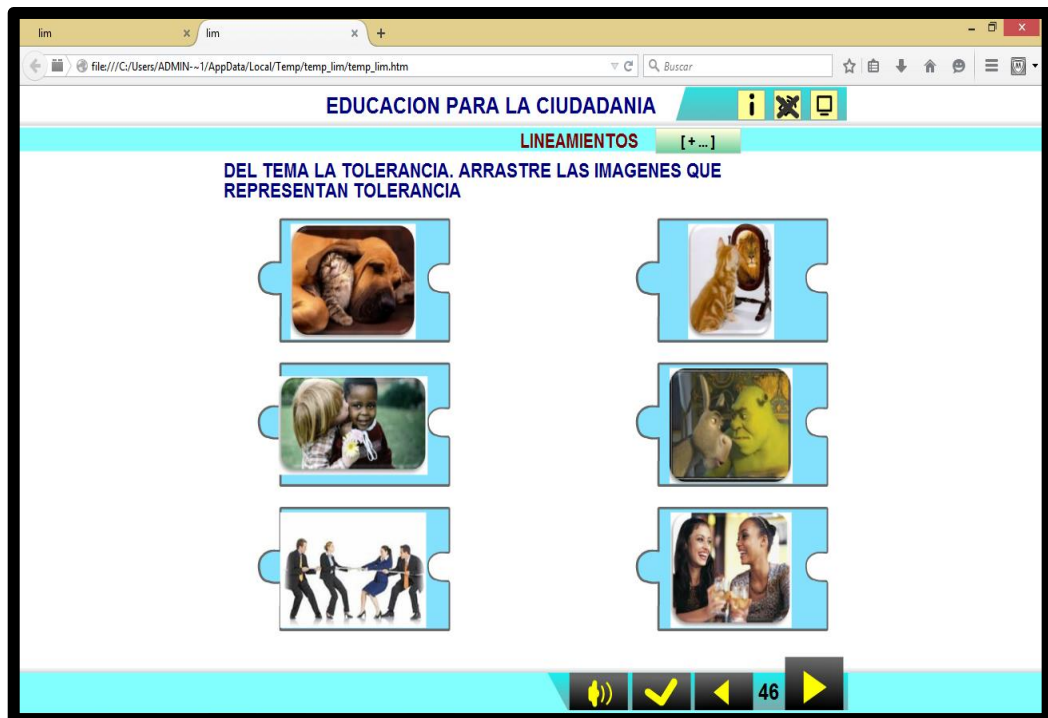 lim
lim
file:///C:/Users/ADMIN-~1/AppData/Local/Temp/temp_lim/temp_lim.htm
Buscar
EDUCACION PARA LA CIUDADANIA
LINEAMIENTOS
[+ ...]
DEL TEMA LA TOLERANCIA. ARRASTRE LAS IMAGENES QUE
REPRESENTAN TOLERANCIA
46